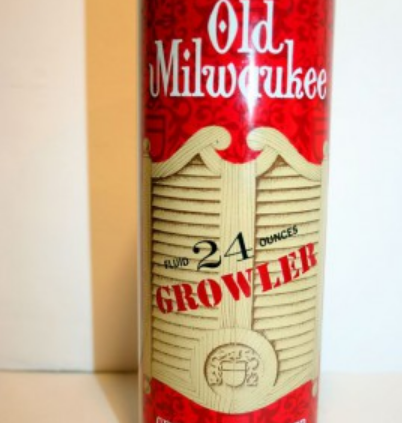 Old
Milwaukee
FLUID 24 OUNCES
GROWLER